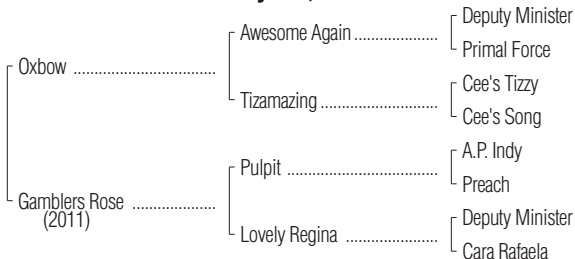 Deputy Minister
Awesome Again ....................
Primal Force
Oxbow ..................................
Cee's Tizzy
Tizamazing ............................
Cee's Song
A.P. Indy
Pulpit ....................................
Preach
Gamblers Rose ....................
(2011)
Deputy Minister
Lovely Regina ......................
Cara Rafaela